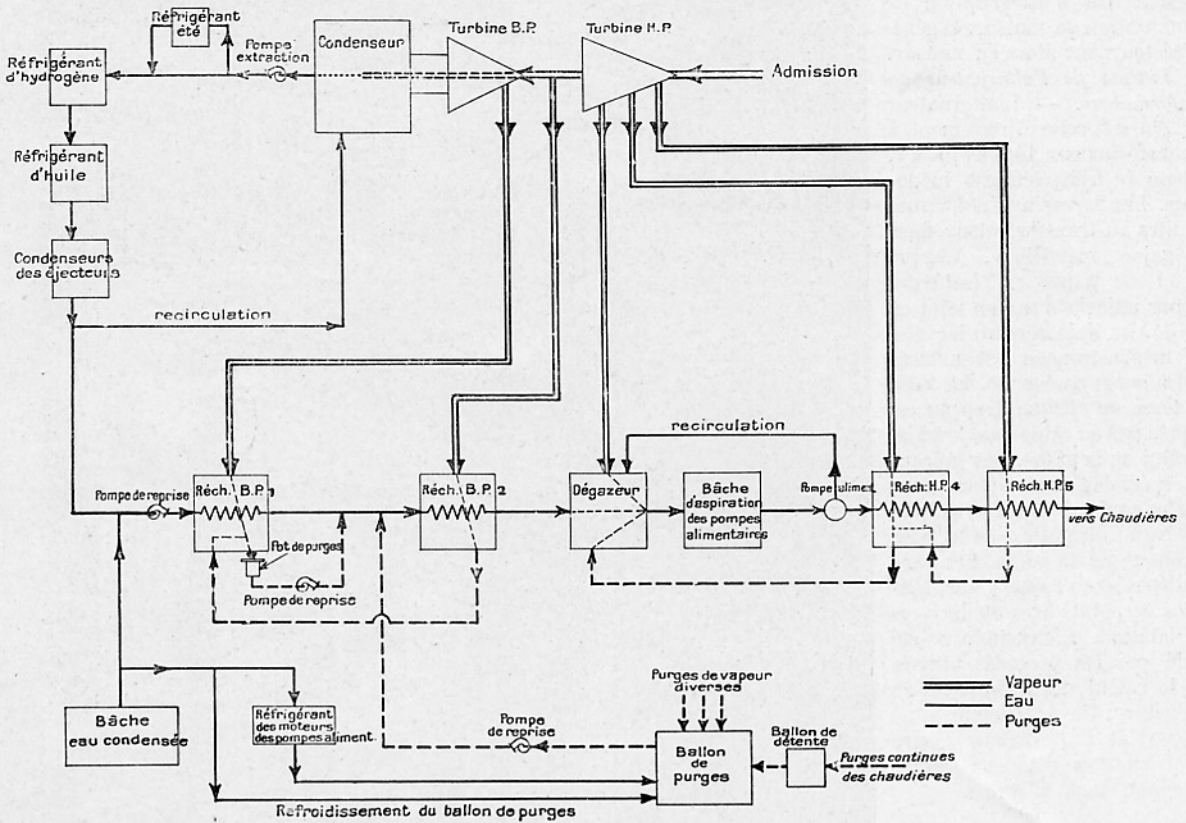 Réfrigérant
été
Pompe
extraction
Condenseur
Turbine B.P.
Turbine H.P.
Admission
Réfrigérant
d'hydrogène
Réfrigérant
d'huile
Condenseurs
des éjecteurs
recirculation
recirculation
Pompe de reprise
Réch. B.P. 1
Pot de purges
Pompe de reprise
Réch. B.P. 2
Dégazeur
Bâche
d'aspiration
des pompes
alimentaires
Pompe aliment.
Réch. H.P. 4
Réch. H.P. 5
vers Chaudières
Bâche
eau condensée
Réfrigérant
des moteurs
des pompes aliment.
Refroidissement du ballon de purges
Pompe
de reprise
Purges de vapeur
diverses
Ballon
de
purges
Ballon de
détente
Purges continues
des chaudières
Vapeur
Eau
Purges